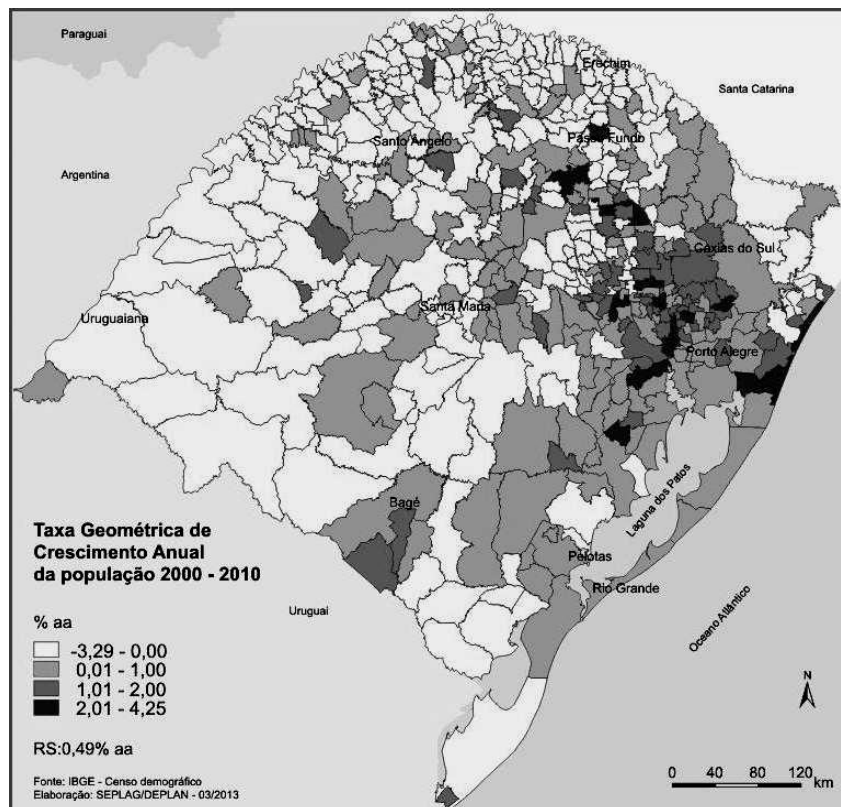 Paraguai
Erechim
Santa Catarina
Santo Ângelo
Passo Fundo
Argentina
Caxias do Sul
Santa Maria
Uruguaiana
Porto Alegre
Laguna dos Patos
Bagé
Taxa Geométrica de
Crescimento Anual
da população 2000 - 2010
Pelotas
Rio Grande
Uruguai
Oceano Atlântico
% aa
-3,29 - 0,00
0,01 - 1,00
1,01 - 2,00
2,01 - 4,25
N
RS:0,49% aa
0 40 80 120
km
Fonte: IBGE - Censo demográfico
Elaboração: SEPLAG/DEPLAN - 03/2013